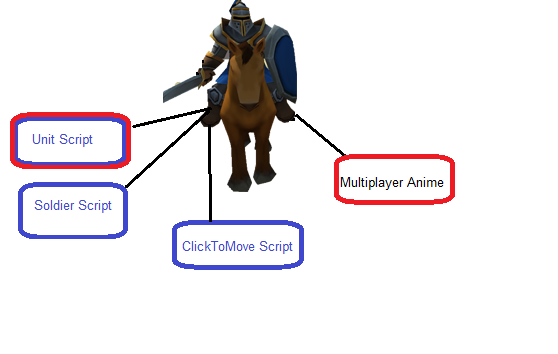 Unit Script
Multiplayer Anime
Soldier Script
ClickToMove Script